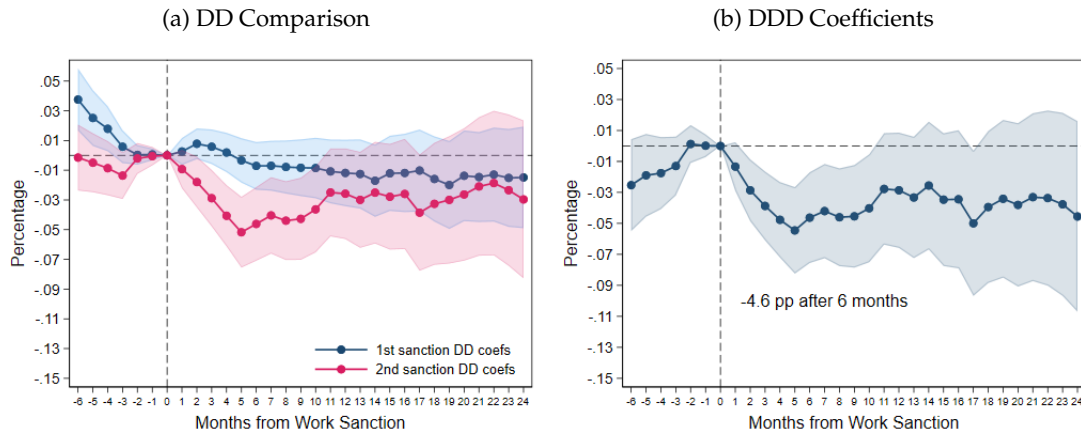 (a) DD Comparison
Percentage
.05
.03
.01
-.01
-.03
-.05
-.07
-.09
-.11
-.13
-.15
1st sanction DD coefs
2nd sanction DD coefs
-6 -5 -4 -3 -2 -1 0 1 2 3 4 5 6 7 8 9 10 11 12 13 14 15 16 17 18 19 20 21 22 23 24
Months from Work Sanction
(b) DDD Coefficients
Percentage
.05
.03
.01
-.01
-.03
-.05
-.07
-.09
-.11
-.13
-.15
-4.6 pp after 6 months
-6 -5 -4 -3 -2 -1 0 1 2 3 4 5 6 7 8 9 10 11 12 13 14 15 16 17 18 19 20 21 22 23 24
Months from Work Sanction